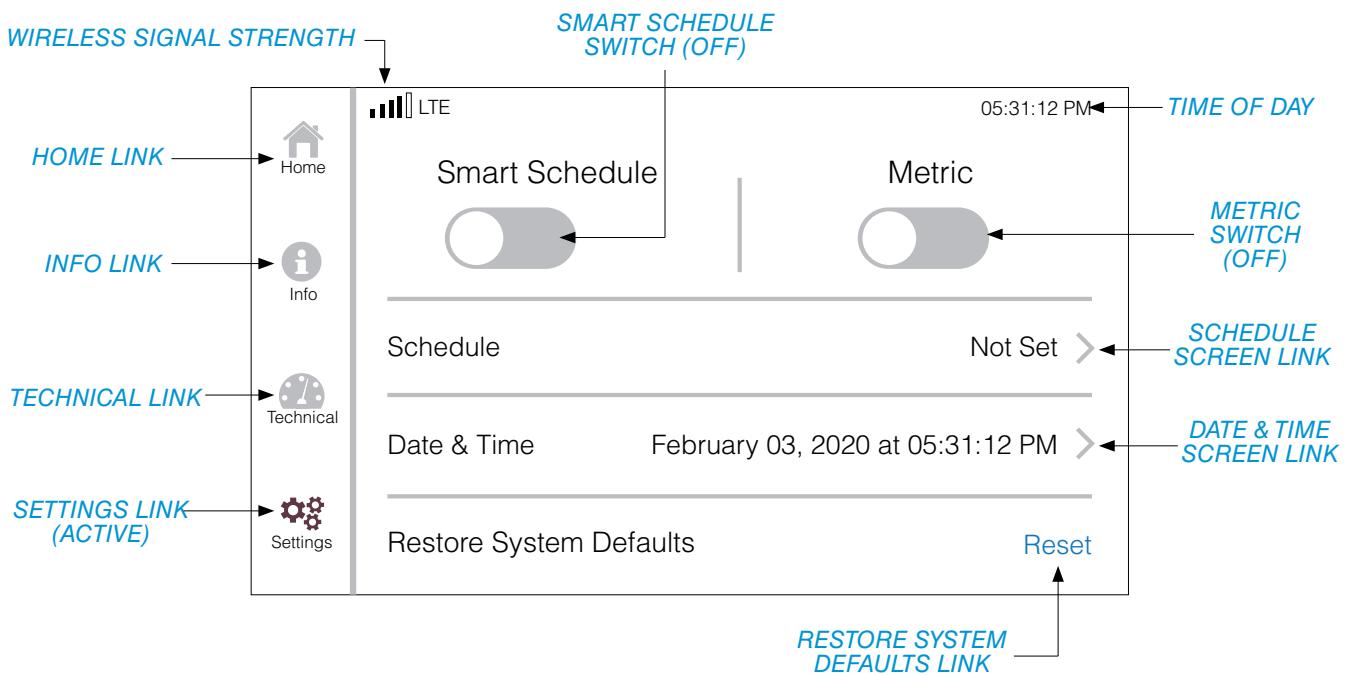 SMART SCHEDULE
SWITCH (OFF)
WIRELESS SIGNAL STRENGTH
LTE
05:31:12 PM
TIME OF DAY
HOME LINK
Home
Smart Schedule
Metric
METRIC
SWITCH
(OFF)
INFO LINK
Info
Schedule
Not Set
SCHEDULE
SCREEN LINK
TECHNICAL LINK
Technical
Date & Time
February 03, 2020 at 05:31:12 PM
DATE & TIME
SCREEN LINK
SETTINGS LINK
(ACTIVE)
Settings
Restore System Defaults
Reset
RESTORE SYSTEM
DEFAULTS LINK